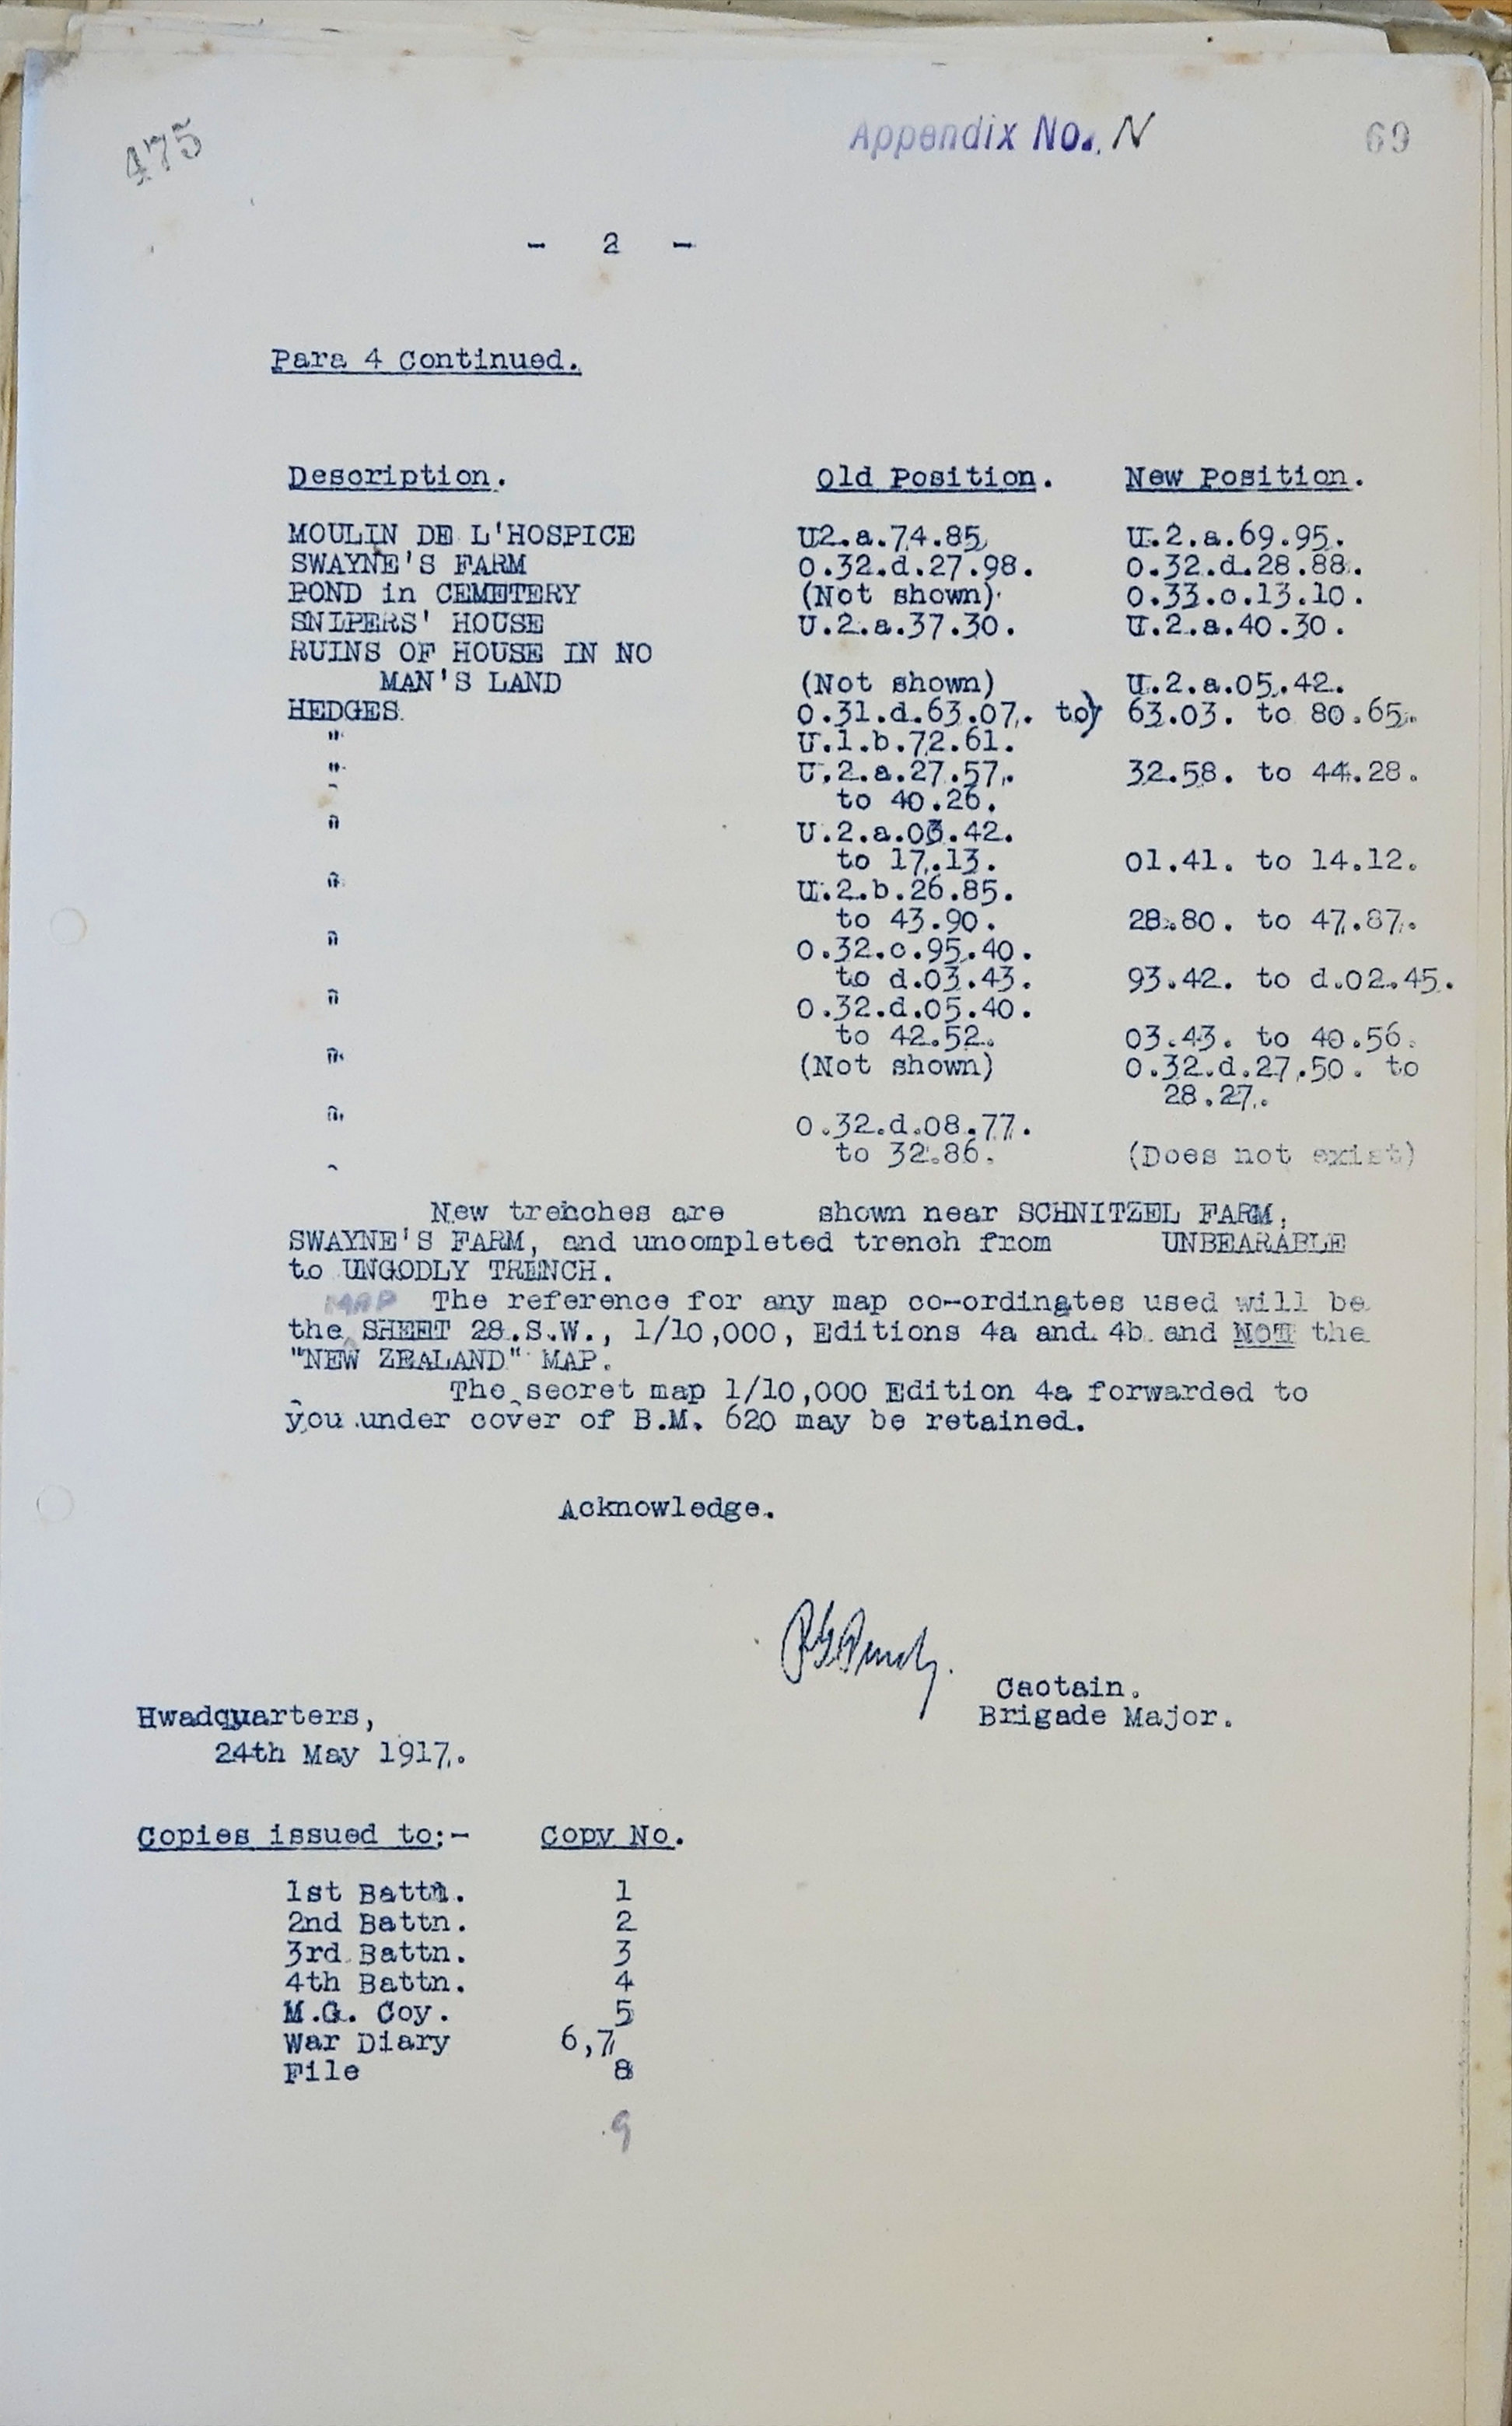 475
Appendix No. N
69
- 2 -
Para 4 Continued.
Description. Old Position. New Position.
MOULIN DE L'HOSPICE U2.a.74.85. U.2.a.69.95.
SWAYNE'S FARM O.32.d.27.98. O.32.d.28.88.
POND in CEMETERY (Not shown). O.33.c.13.10.
SNIPERS' HOUSE U.2.a.37.30. U.2.a.40.30.
RUINS OF HOUSE IN NO
MAN'S LAND (Not shown) U.2.a.05.42.
HEDGES. O.31.d.63.07. to) 63.03. to 80.65.
" U.1.b.72.61.
" U.2.a.27.57. 32.58. to 44.28.
to 40.26.
" U.2.a.03.42.
to 17.13. 01.41. to 14.12.
" U.2.b.26.85.
to 43.90. 28.80. to 47.87.
" O.32.c.95.40.
to d.03.43. 93.42. to d.02.45.
" O.32.d.05.40.
to 42.52. 03.43. to 40.56.
" (Not shown) O.32.d.27.50. to
28.27.
" O.32.d.08.77.
to 32.86. (Does not exist)
New trenches are shown near SCHNITZEL FARM,
SWAYNE'S FARM, and uncompleted trench from UNBEARABLE
to UNGODLY TRENCH.
MAP The reference for any map co-ordinates used will be
the SHEET 28.S.W., 1/10,000, Editions 4a and 4b and NOT the
"NEW ZEALAND" MAP.
The secret map 1/10,000 Edition 4a forwarded to
you under cover of B.M. 620 may be retained.
Acknowledge.
Caotain.
Hwadquarters, Brigade Major.
24th May 1917.
Copies issued to:- Copy No.
1st Battn. 1
2nd Battn. 2
3rd Battn. 3
4th Battn. 4
M.G. Coy. 5
War Diary 6,7
File 8
9